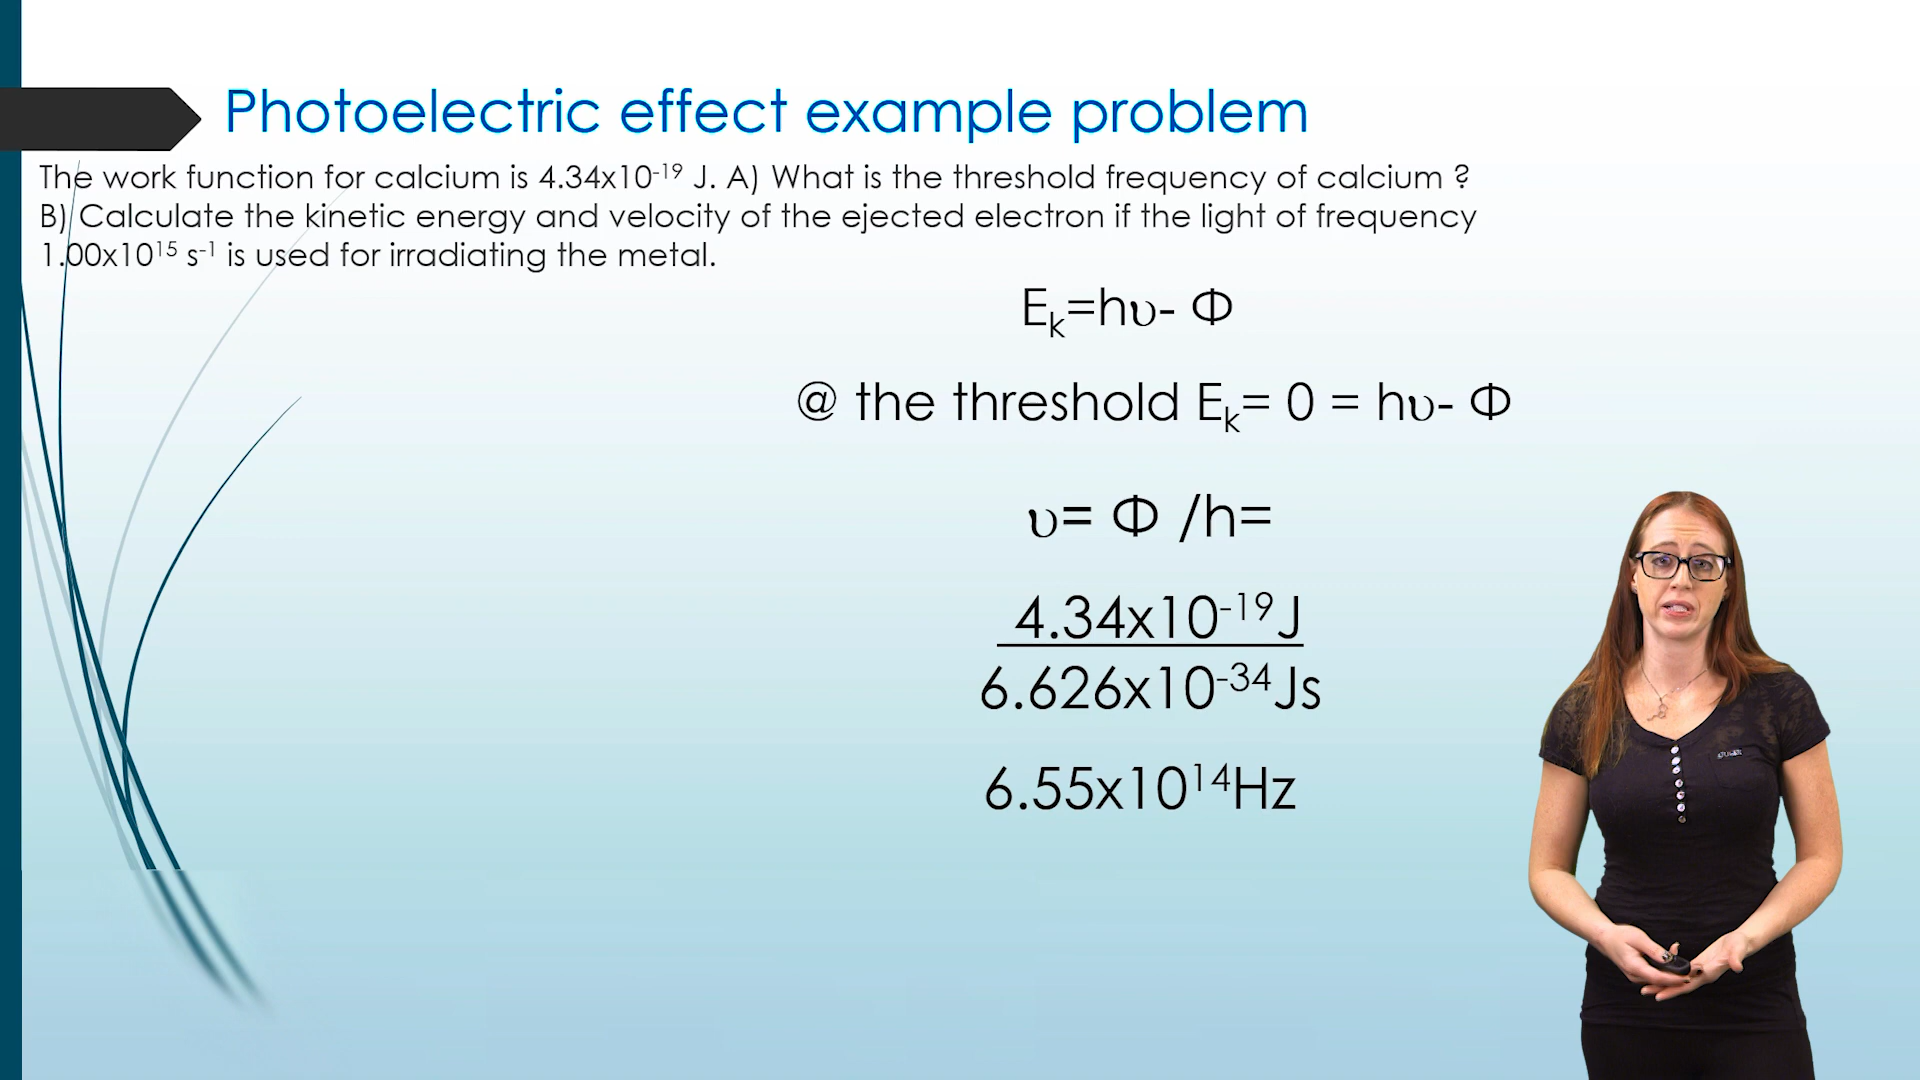 Photoelectric effect example problem
The work function for calcium is 4.34x10⁻¹⁹ J. A) What is the threshold frequency of calcium ?
B) Calculate the kinetic energy and velocity of the ejected electron if the light of frequency
1.00x10¹⁵ s⁻¹ is used for irradiating the metal.
Eₖ=hυ- Φ
@ the threshold Eₖ= 0 = hυ- Φ
υ= Φ /h=
4.34x10⁻¹⁹J
6.626x10⁻³⁴Js
6.55x10¹⁴Hz